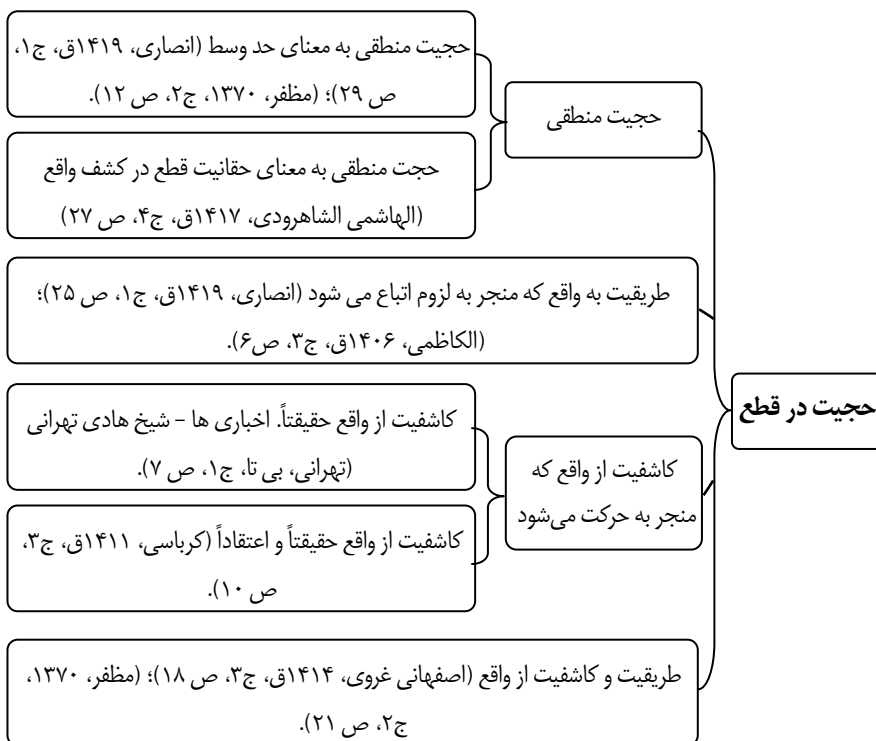 حجیت در قطع
حجیت منطقی
حجیت منطقی به معنای حد وسط (انصاری، ۱۴۱۹ق، ج۱،
ص ۲۹)؛ (مظفر، ۱۳۷۰، ج۲، ص ۱۲).
حجت منطقی به معنای حقانیت قطع در کشف واقع
(الهاشمی الشاهرودی، ۱۴۱۷ق، ج۴، ص ۲۷)
طریقیت به واقع که منجر به لزوم اتباع می شود (انصاری، ۱۴۱۹ق، ج۱، ص ۲۵)؛
(الکاظمی، ۱۴۰۶ق، ج۳، ص۶).
کاشفیت از واقع که
منجر به حرکت می‌شود
کاشفیت از واقع حقیقتاً. اخباری ها - شیخ هادی تهرانی
(تهرانی، بی تا، ج۱، ص ۷).
کاشفیت از واقع حقیقتاً و اعتقاداً (کرباسی، ۱۴۱۱ق، ج۳،
ص ۱۰).
طریقیت و کاشفیت از واقع (اصفهانی غروی، ۱۴۱۴ق، ج۳، ص ۱۸)؛ (مظفر، ۱۳۷۰،
ج۲، ص ۲۱).